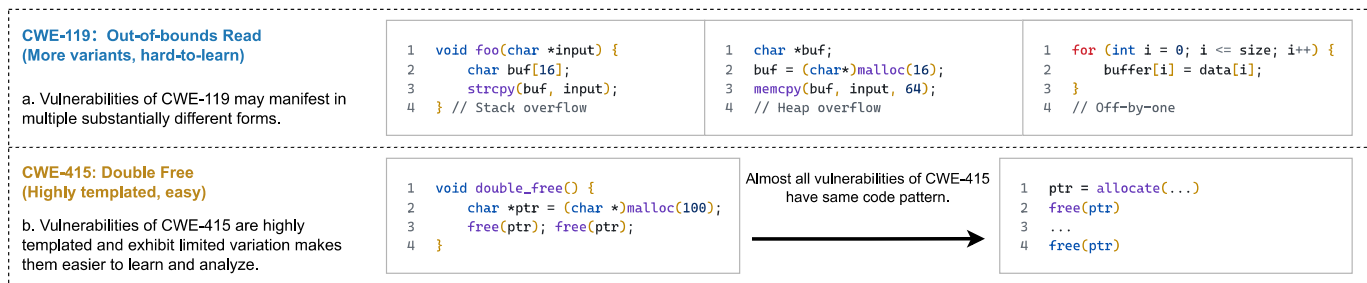 CWE-119: Out-of-bounds Read
(More variants, hard-to-learn)
a. Vulnerabilities of CWE-119 may manifest in
multiple substantially different forms.
1 void foo(char *input) {
2 char buf[16];
3 strcpy(buf, input);
4 } // Stack overflow
1 char *buf;
2 buf = (char*)malloc(16);
3 memcpy(buf, input, 64);
4 // Heap overflow
1 for (int i = 0; i <= size; i++) {
2 buffer[i] = data[i];
3 }
4 // Off-by-one
CWE-415: Double Free
(Highly templated, easy)
b. Vulnerabilities of CWE-415 are highly
templated and exhibit limited variation makes
them easier to learn and analyze.
1 void double_free() {
2 char *ptr = (char *)malloc(100);
3 free(ptr); free(ptr);
4 }
Almost all vulnerabilities of CWE-415
have same code pattern.
1 ptr = allocate(...)
2 free(ptr)
3 ...
4 free(ptr)